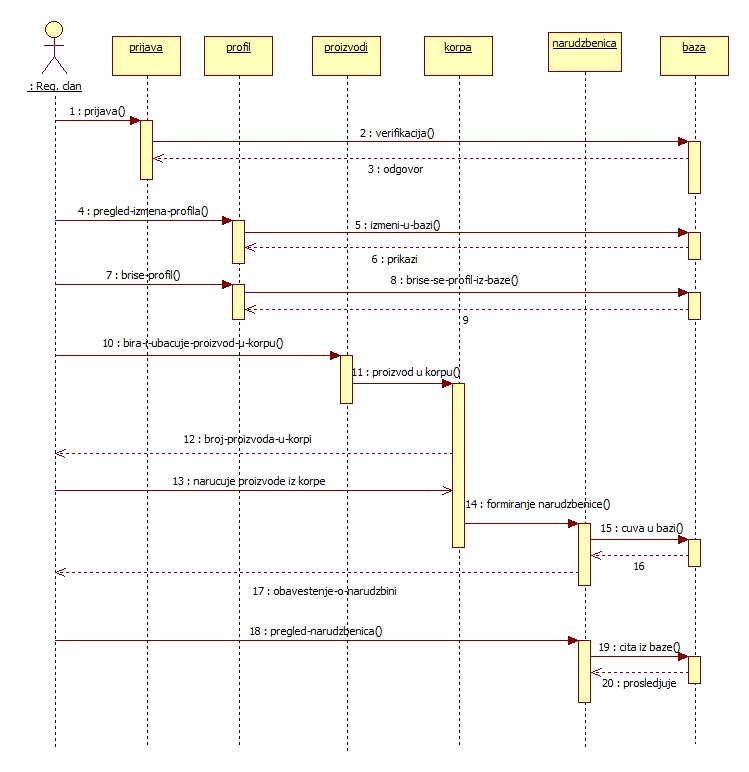 prijava
profil
proizvodi
korpa
narudzbenica
baza
: Reg. clan
1 : prijava()
2 : verifikacija()
3 : odgovor
4 : pregled-izmena-profila()
5 : izmeni-u-bazi()
6 : prikazi
7 : brise-profil()
8 : brise-se-profil-iz-baze()
9
10 : bira-i-ubacuje-proizvod-u-korpu()
11 : proizvod u korpu()
12 : broj-proizvoda-u-korpi
13 : narucuje proizvode iz korpe
14 : formiranje narudzbenice()
15 : cuva u bazi()
16
17 : obavestenje-o-narudzbini
18 : pregled-narudzbenica()
19 : cita iz baze()
20 : prosledjuje